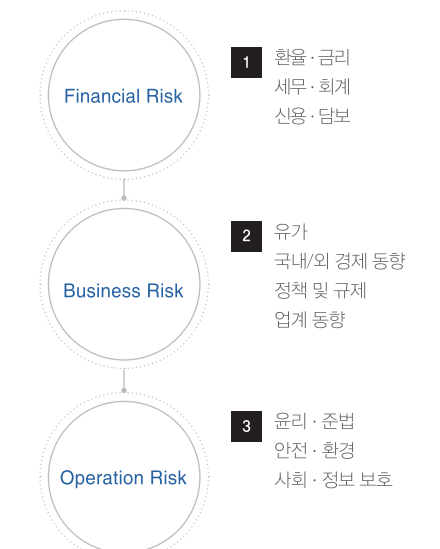 Financial Risk
1
환율 · 금리
세무 · 회계
신용 · 담보
Business Risk
2
유가
국내/외 경제 동향
정책 및 규제
업계 동향
Operation Risk
3
윤리 · 준법
안전 · 환경
사회 · 정보 보호